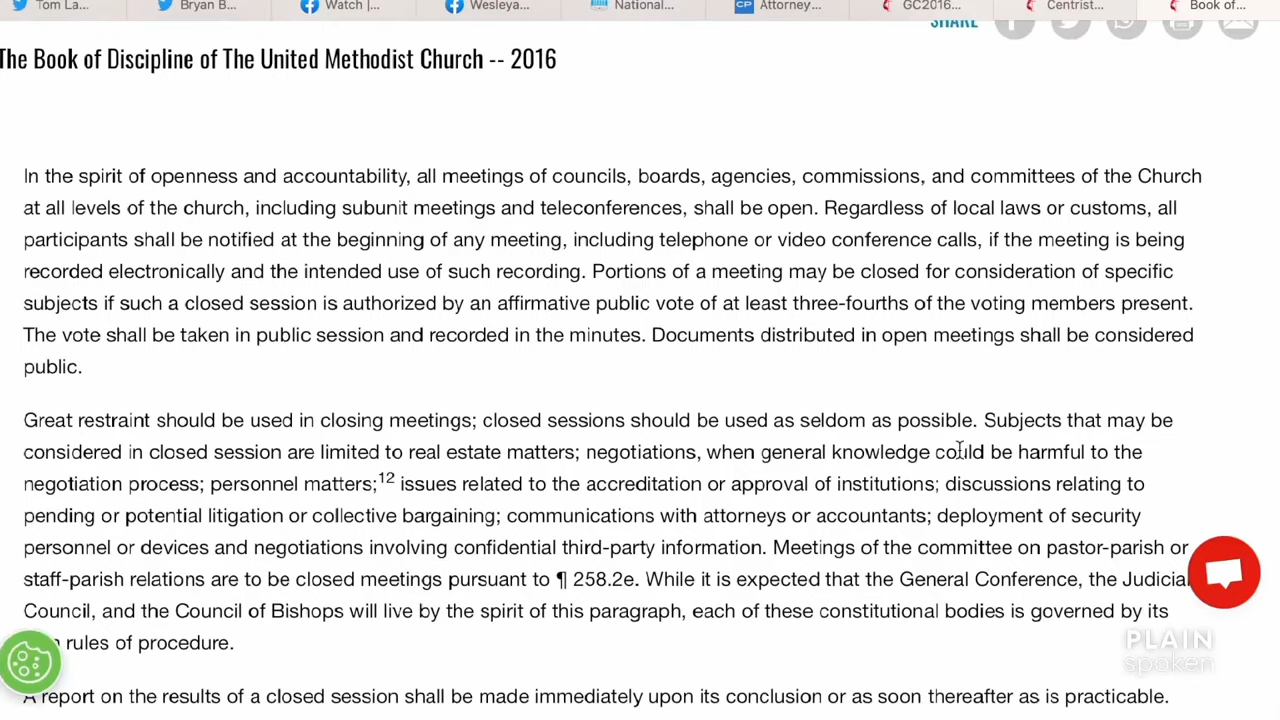 Tom La...
Bryan B...
Watch |...
Wesleya...
National...
CP
Attorney...
GC2016...
Centrist...
Book of...
SHARE
The Book of Discipline of The United Methodist Church -- 2016
In the spirit of openness and accountability, all meetings of councils, boards, agencies, commissions, and committees of the Church
at all levels of the church, including subunit meetings and teleconferences, shall be open. Regardless of local laws or customs, all
participants shall be notified at the beginning of any meeting, including telephone or video conference calls, if the meeting is being
recorded electronically and the intended use of such recording. Portions of a meeting may be closed for consideration of specific
subjects if such a closed session is authorized by an affirmative public vote of at least three-fourths of the voting members present.
The vote shall be taken in public session and recorded in the minutes. Documents distributed in open meetings shall be considered
public.
Great restraint should be used in closing meetings; closed sessions should be used as seldom as possible. Subjects that may be
considered in closed session are limited to real estate matters; negotiations, when general knowledge could be harmful to the
negotiation process; personnel matters;12 issues related to the accreditation or approval of institutions; discussions relating to
pending or potential litigation or collective bargaining; communications with attorneys or accountants; deployment of security
personnel or devices and negotiations involving confidential third-party information. Meetings of the committee on pastor-parish or
staff-parish relations are to be closed meetings pursuant to ¶ 258.2e. While it is expected that the General Conference, the Judicial
Council, and the Council of Bishops will live by the spirit of this paragraph, each of these constitutional bodies is governed by its
rules of procedure.
A report on the results of a closed session shall be made immediately upon its conclusion or as soon thereafter as is practicable.
PLAIN
spoken